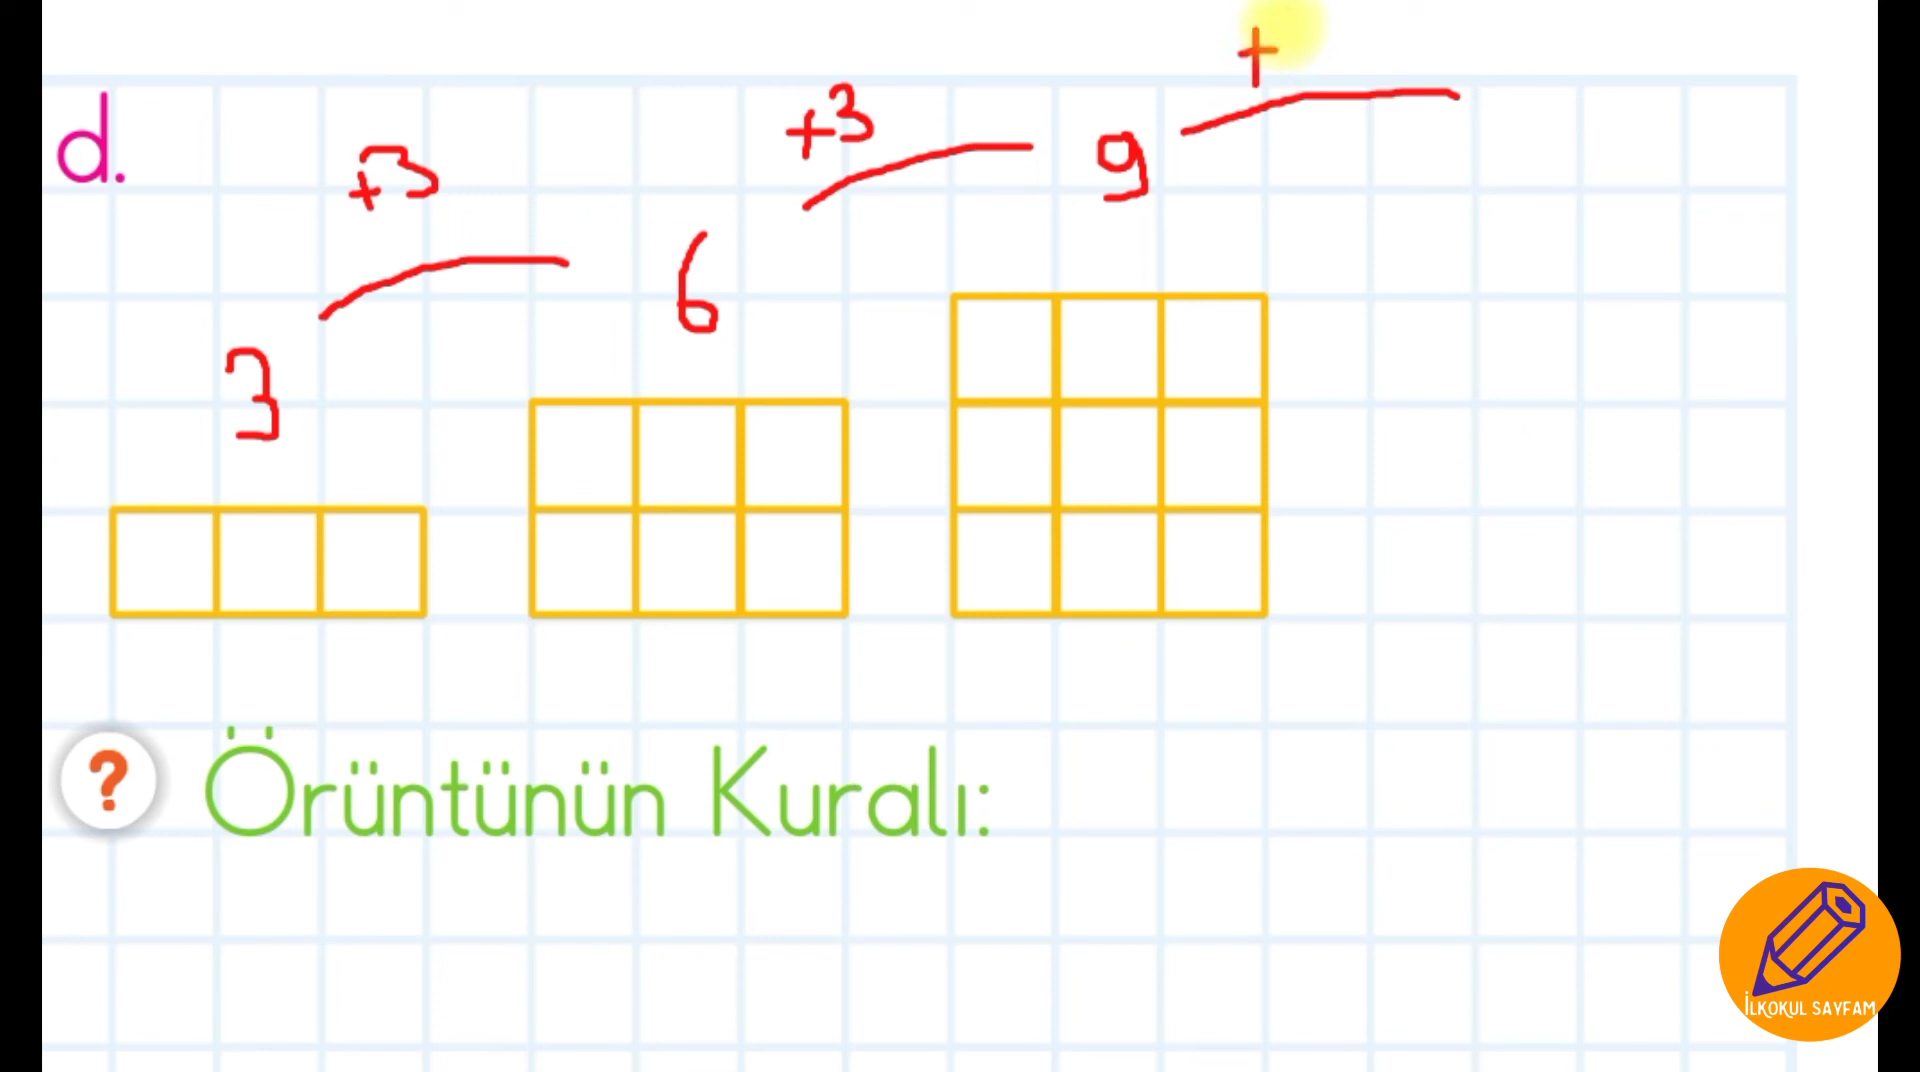 +
+3
9
d.
+3
6
3
? Örüntünün Kuralı:
İLKOKUL SAYFAM